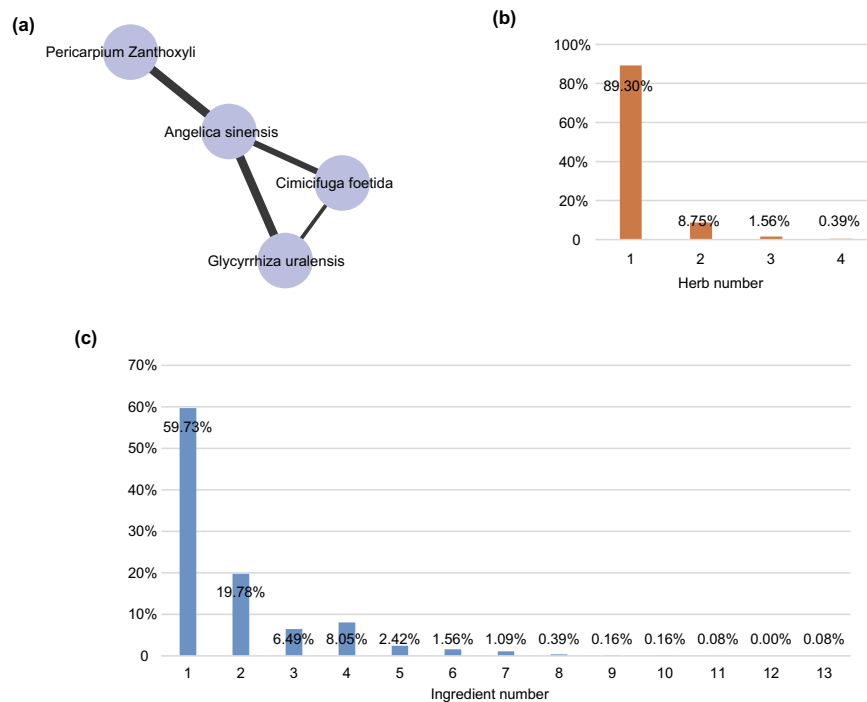 (a)
Pericarpium Zanthoxyli
Angelica sinensis
Cimicifuga foetida
Glycyrrhiza uralensis
(b)
100%
80%
60%
40%
20%
0
89.30%
8.75%
1.56%
0.39%
1 2 3 4
Herb number
(c)
70%
60%
50%
40%
30%
20%
10%
0
59.73%
19.78%
6.49% 8.05% 2.42% 1.56% 1.09% 0.39% 0.16% 0.16% 0.08% 0.00% 0.08%
1 2 3 4 5 6 7 8 9 10 11 12 13
Ingredient number